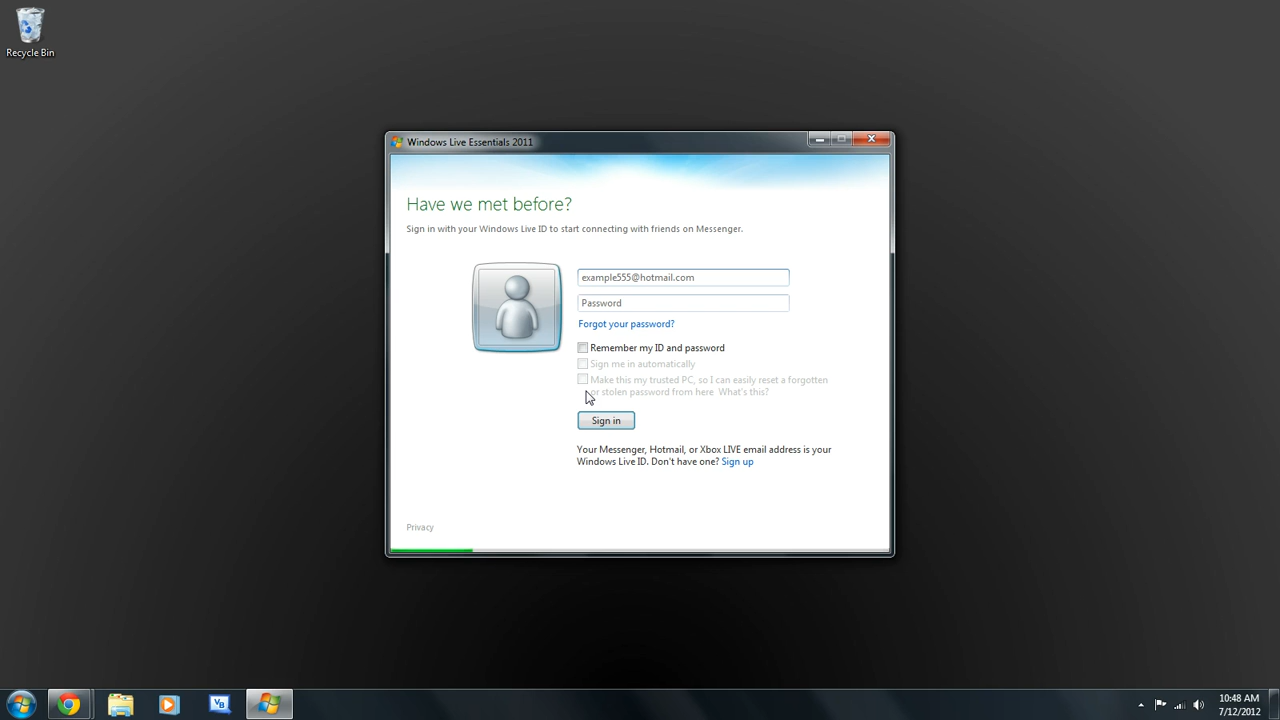 Recycle Bin
Windows Live Essentials 2011
Have we met before?
Sign in with your Windows Live ID to start connecting with friends on Messenger.
example555@hotmail.com
Password
Forgot your password?
Remember my ID and password
Sign me in automatically
Make this my trusted PC, so I can easily reset a forgotten
or stolen password from here What's this?
Sign in
Your Messenger, Hotmail, or Xbox LIVE email address is your
Windows Live ID. Don't have one? Sign up
Privacy
VB
10:48 AM
7/12/2012